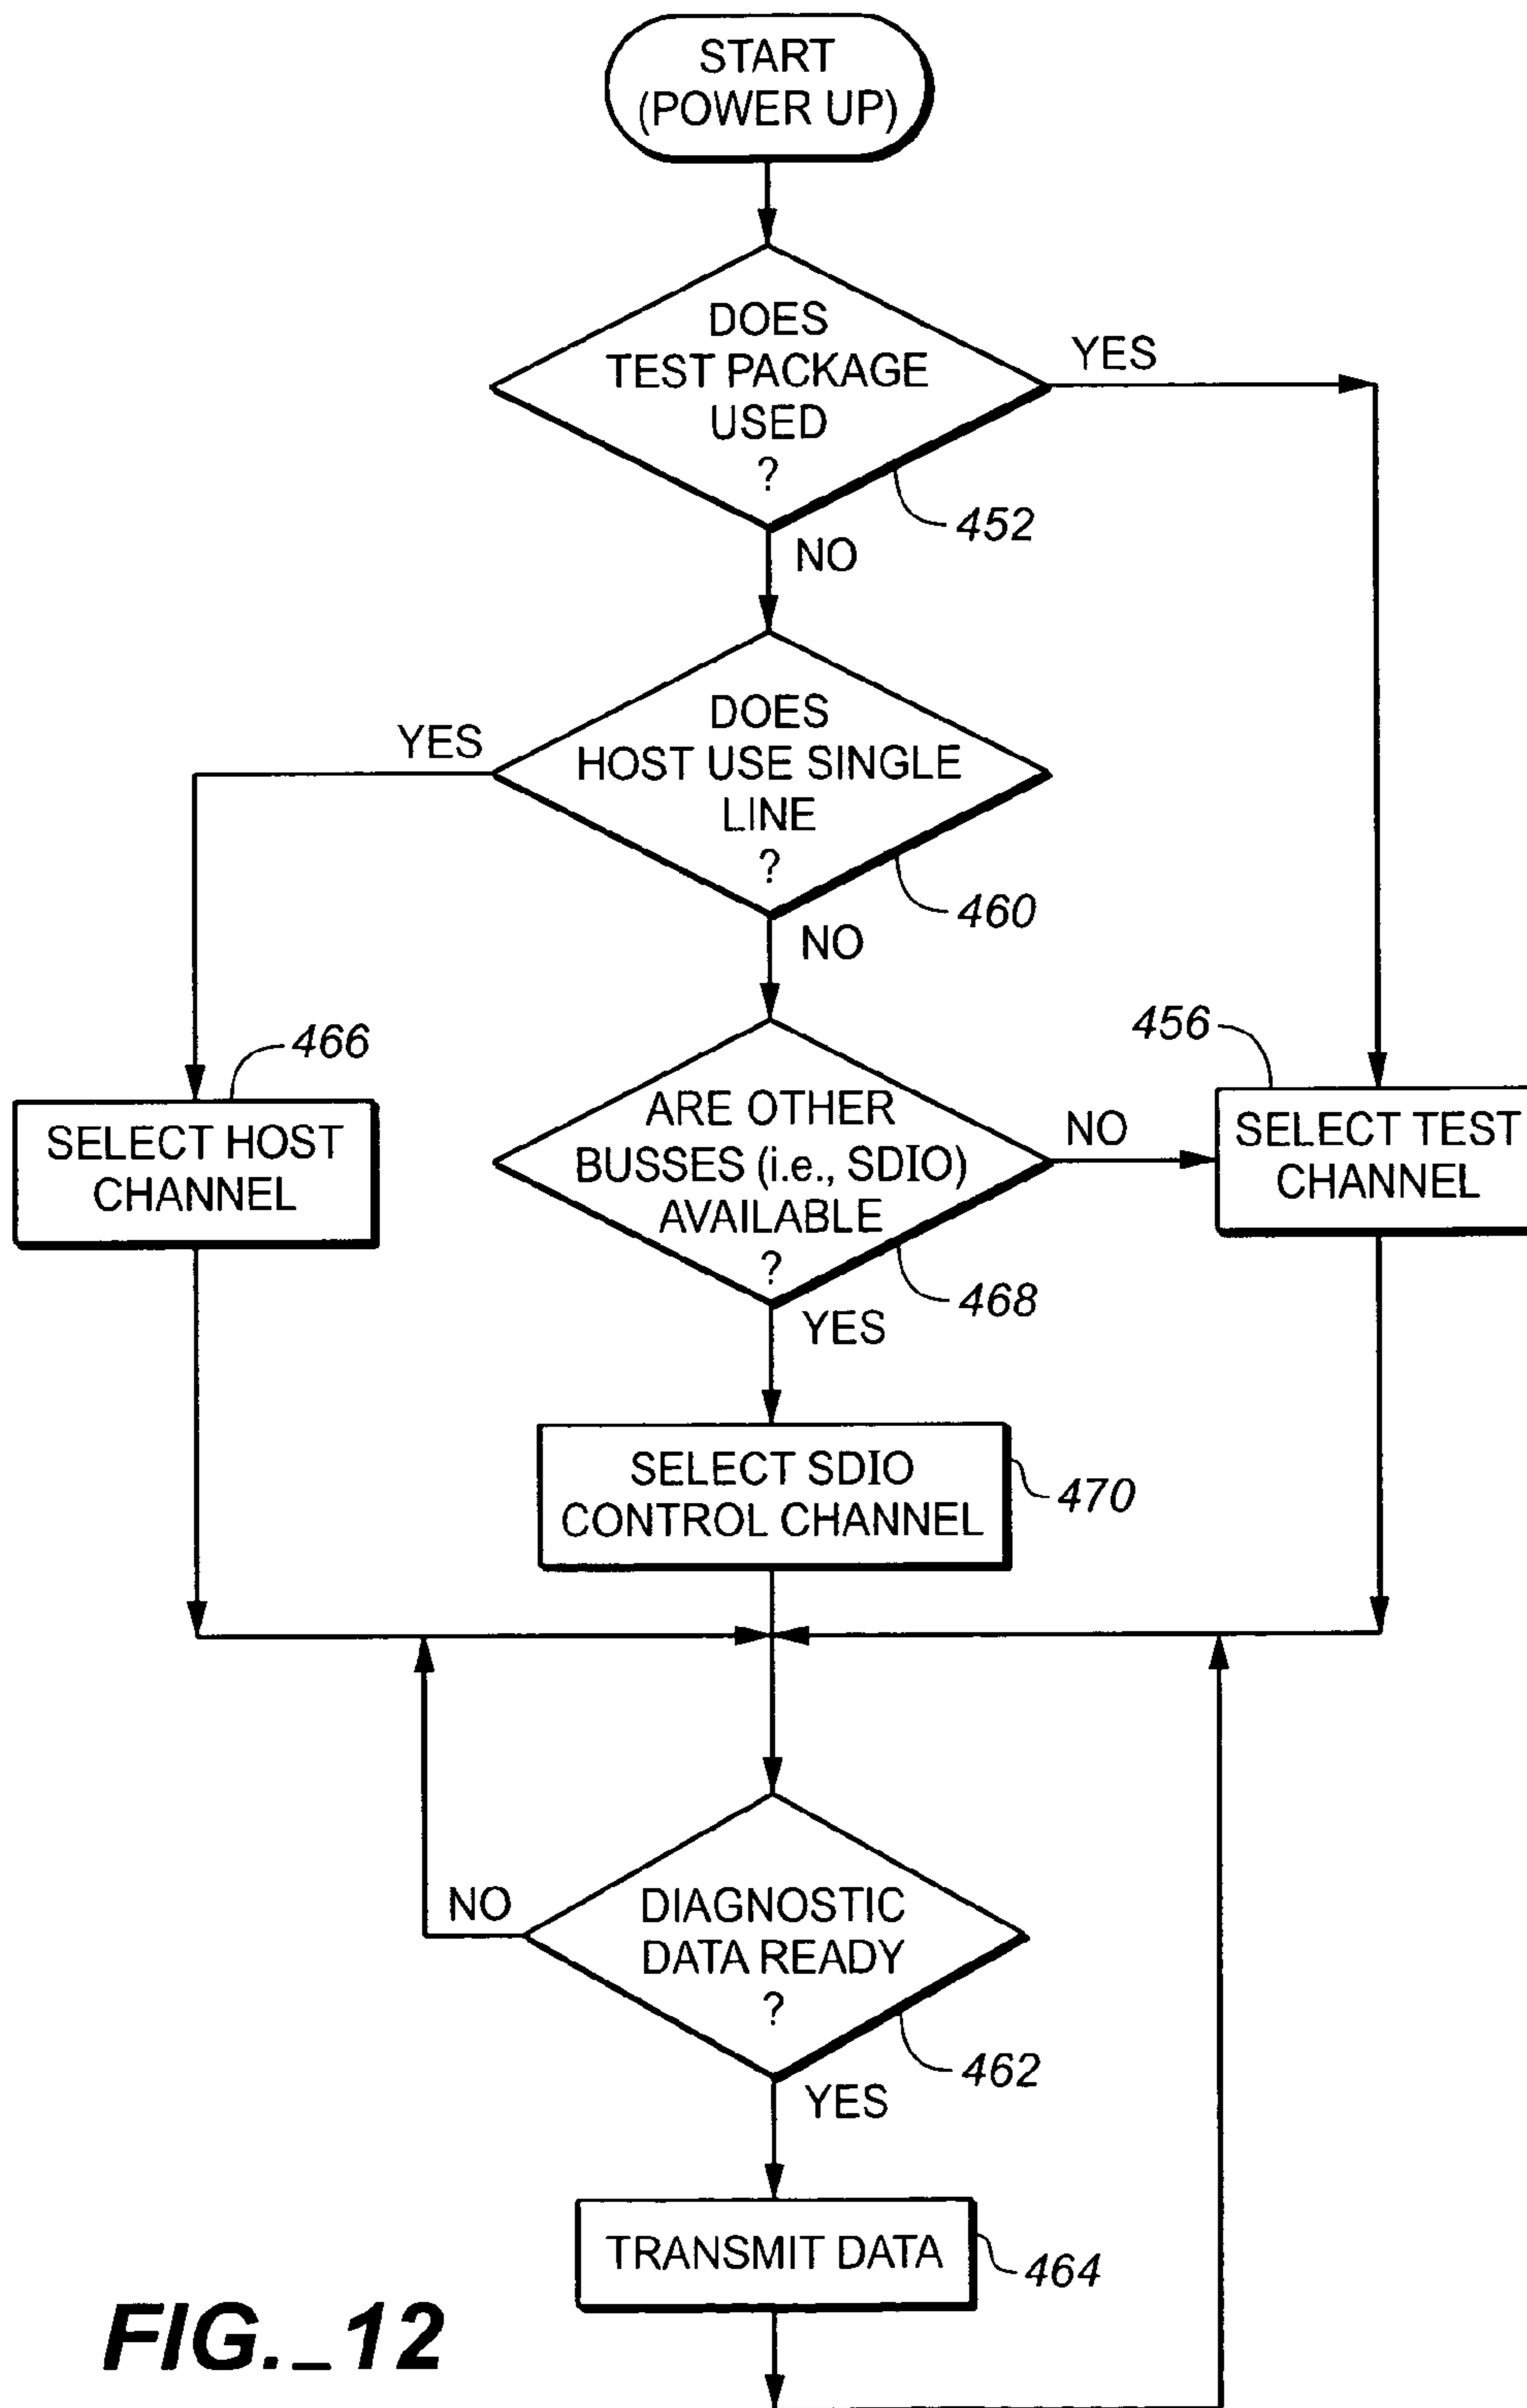 START
(POWER UP)
DOES
TEST PACKAGE
USED
?
YES
452
NO
DOES
HOST USE SINGLE
LINE
?
YES
460
NO
466
456
SELECT HOST
CHANNEL
ARE OTHER
BUSSES (i.e., SDIO)
AVAILABLE
?
NO
SELECT TEST
CHANNEL
468
YES
SELECT SDIO
CONTROL CHANNEL
470
NO
DIAGNOSTIC
DATA READY
?
462
YES
TRANSMIT DATA
464
FIG._12